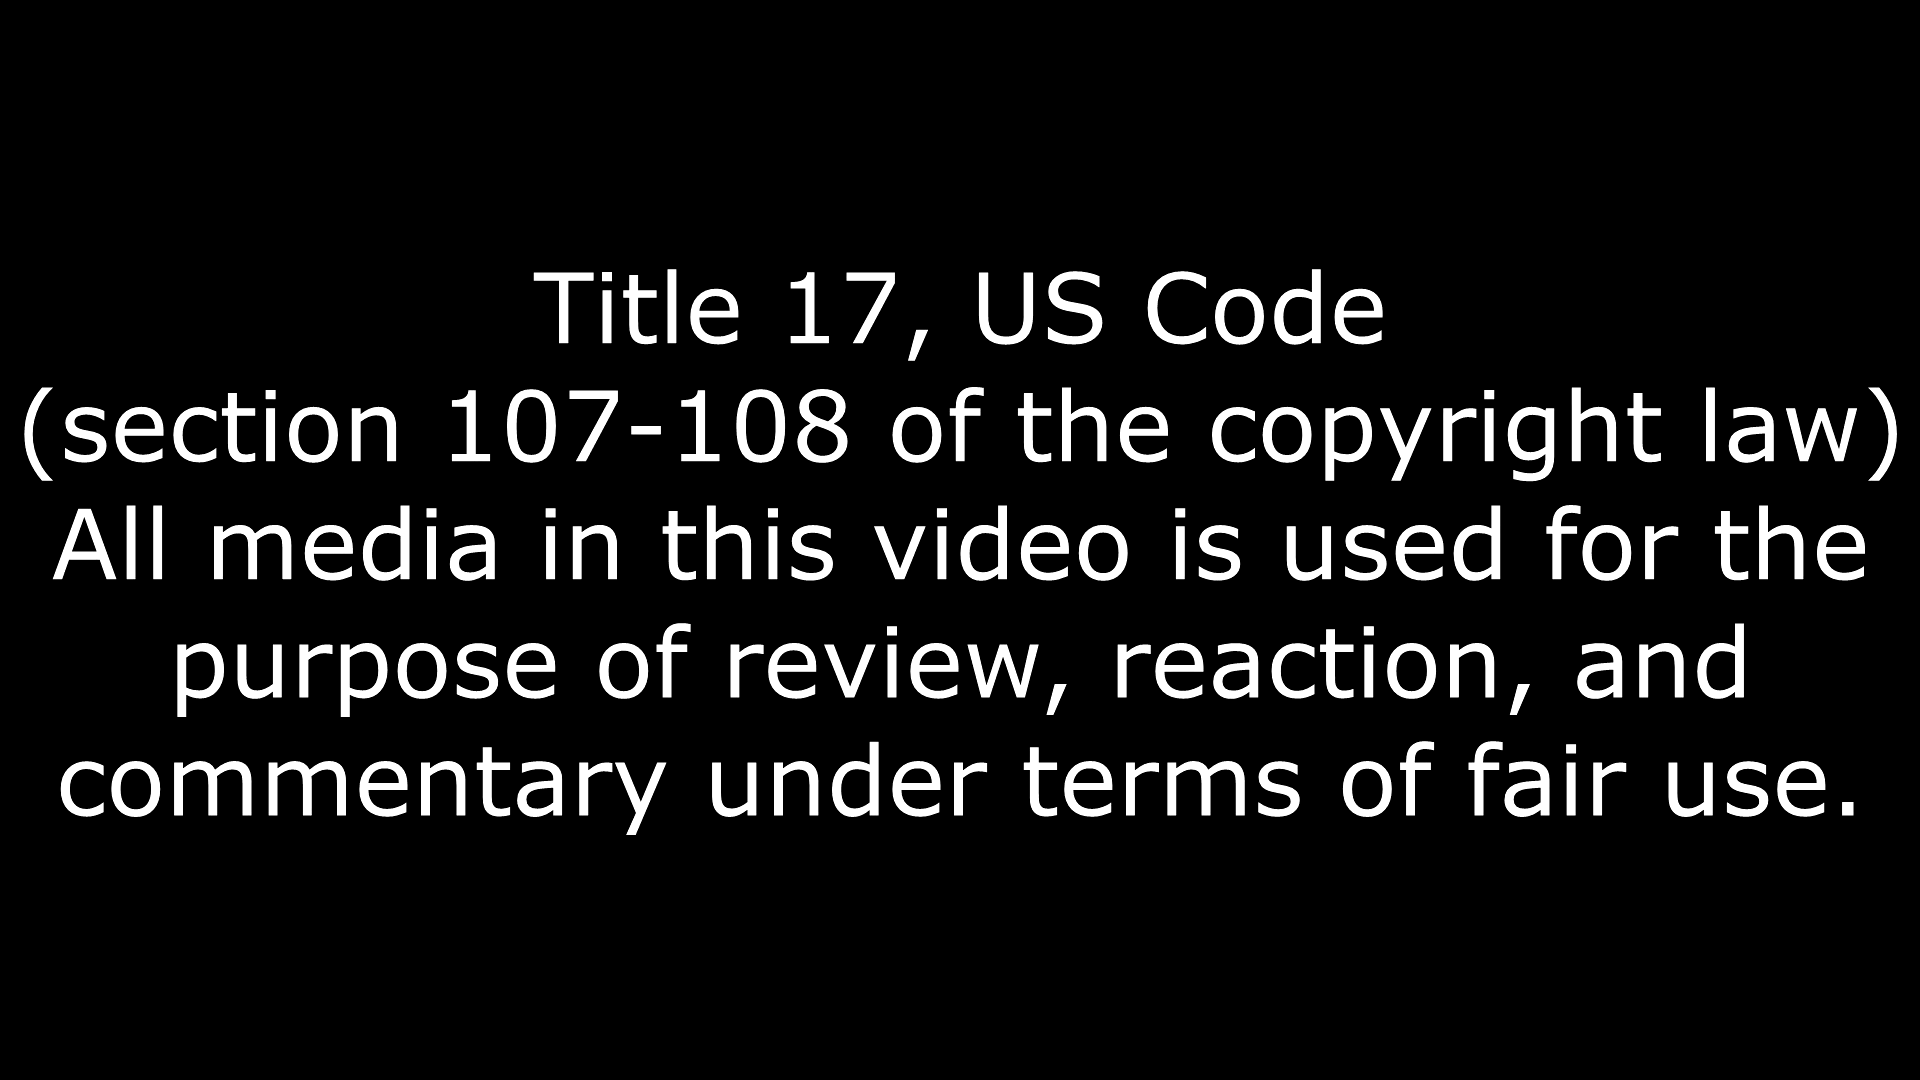 Title 17, US Code
(section 107-108 of the copyright law)
All media in this video is used for the
purpose of review, reaction, and
commentary under terms of fair use.